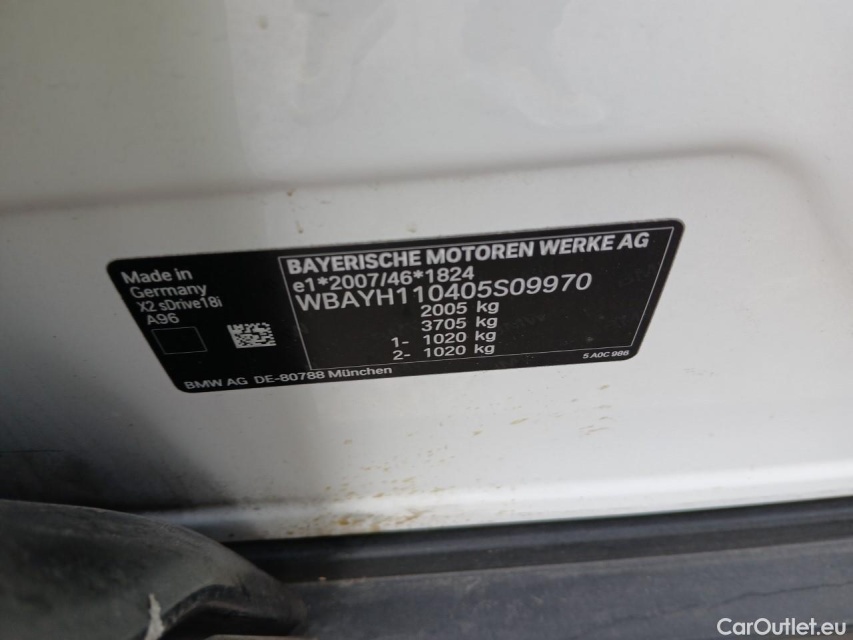 Made in
Germany
X2 sDrive18i
A96
BAYERISCHE MOTOREN WERKE AG
e1*2007/46*1824
WBAYH110405S09970
2005 kg
3705 kg
1- 1020 kg
2- 1020 kg
5 A0C 986
BMW AG DE-80788 München
CarOutlet.eu